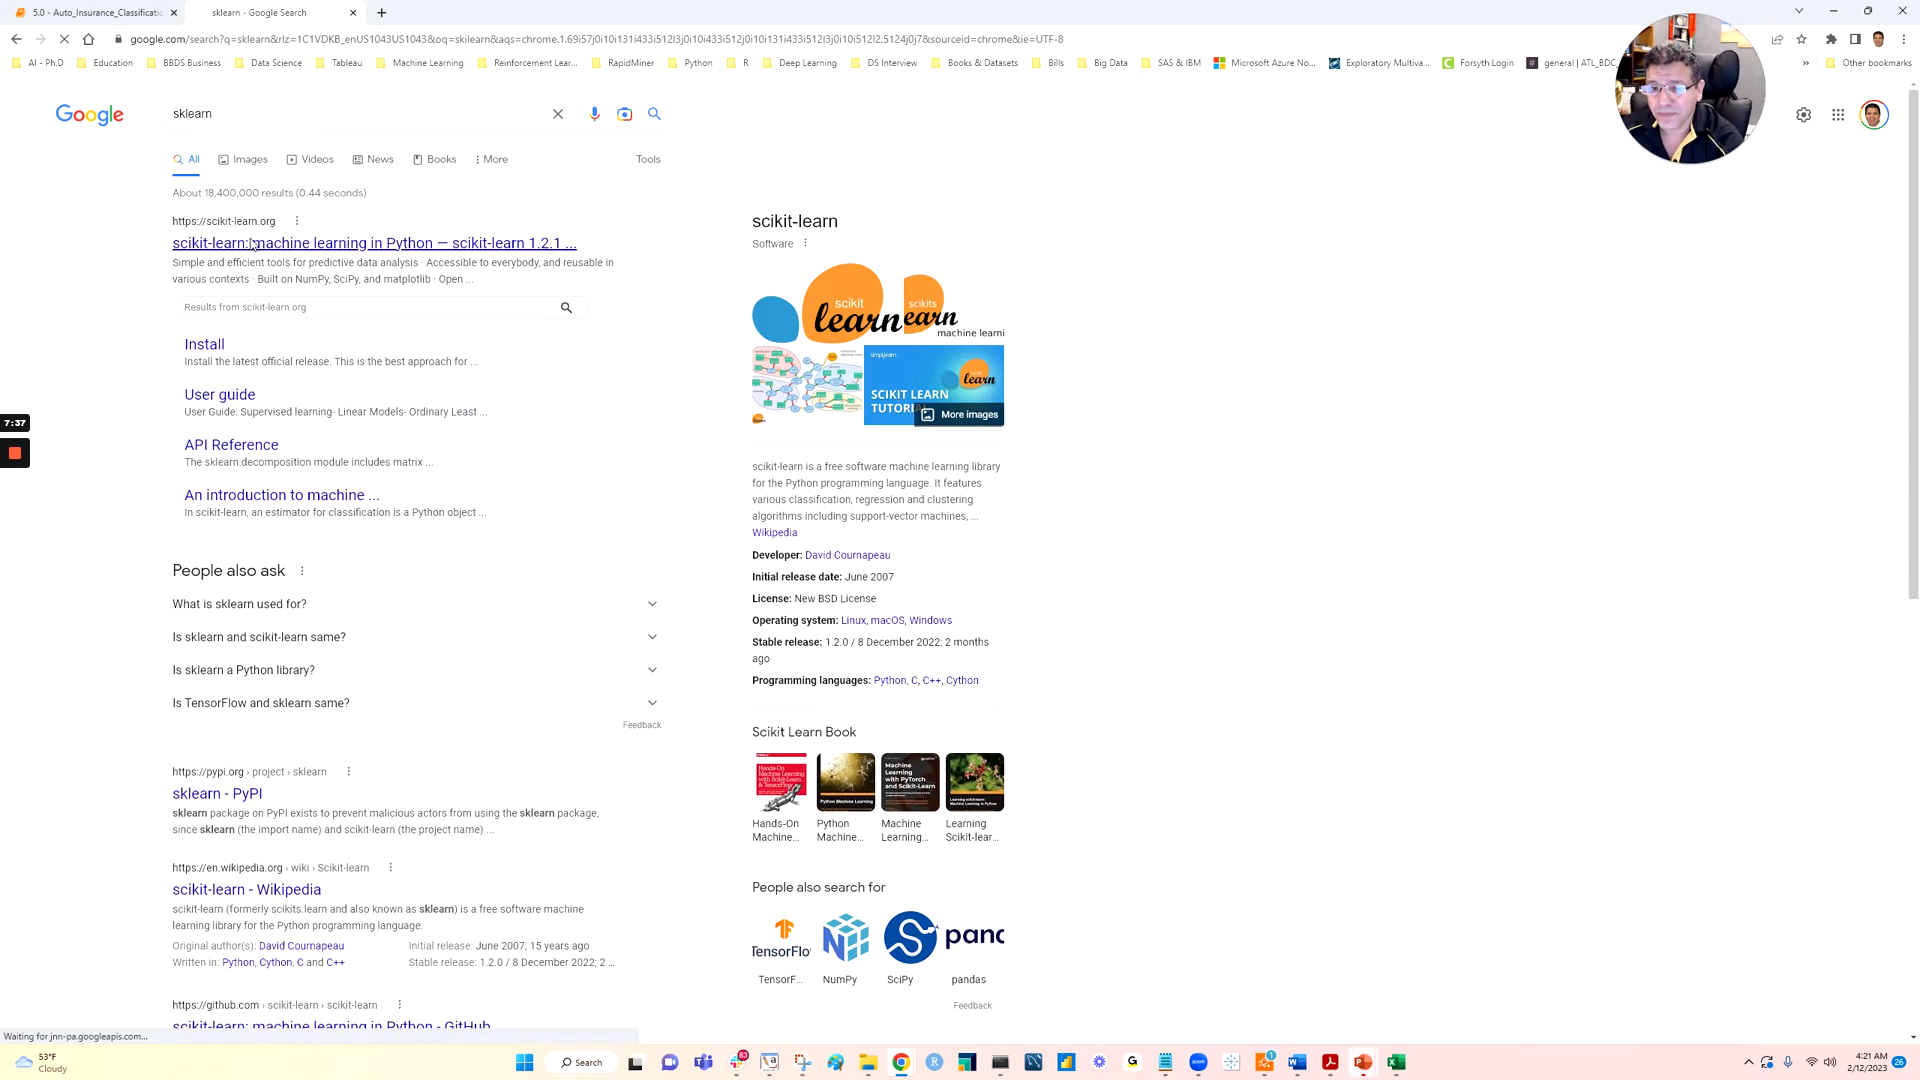 5.0 - Auto_Insurance_Classificatio
sklearn - Google Search
google.com/search?q=sklearn&rlz=1C1VDKB_enUS1043US1043&oq=skilearn&aqs=chrome.1.69i57j0i10i131i433i512l3j0i10i433i512j0i10i131i433i512l3j0i10i512l2.5124j0j7&sourceid=chrome&ie=UTF-8
AI - Ph.D
Education
BBDS Business
Data Science
Tableau
Machine Learning
Reinforcement Lear...
RapidMiner
Python
R
Deep Learning
DS Interview
Books & Datasets
Bills
Big Data
SAS & IBM
Microsoft Azure No...
Exploratory Multiva...
Forsyth Login
general | ATL_BDC_
Other bookmarks
Google
sklearn
All
Images
Videos
News
Books
More
Tools
About 18,400,000 results (0.44 seconds)
https://scikit-learn.org
scikit-learn: machine learning in Python — scikit-learn 1.2.1 ...
Simple and efficient tools for predictive data analysis · Accessible to everybody, and reusable in
various contexts · Built on NumPy, SciPy, and matplotlib · Open ...
Results from scikit-learn.org
Install
Install the latest official release. This is the best approach for ...
User guide
User Guide: Supervised learning- Linear Models- Ordinary Least ...
API Reference
The sklearn.decomposition module includes matrix ...
An introduction to machine ...
In scikit-learn, an estimator for classification is a Python object ...
People also ask
What is sklearn used for?
Is sklearn and scikit-learn same?
Is sklearn a Python library?
Is TensorFlow and sklearn same?
Feedback
https://pypi.org › project › sklearn
sklearn - PyPI
sklearn package on PyPI exists to prevent malicious actors from using the sklearn package,
since sklearn (the import name) and scikit-learn (the project name) ...
https://en.wikipedia.org › wiki › Scikit-learn
scikit-learn - Wikipedia
scikit-learn (formerly scikits.learn and also known as sklearn) is a free software machine
learning library for the Python programming language.
Original author(s): David Cournapeau
Initial release: June 2007, 15 years ago
Written in: Python, Cython, C and C++
Stable release: 1.2.0 / 8 December 2022; 2 ...
https://github.com › scikit-learn › scikit-learn
scikit-learn: machine learning in Python - GitHub
scikit-learn
Software
scikit
learn
scikits
earn
machine learni
simplilearn
learn
SCIKIT LEARN
TUTORIA
More images
scikit-learn is a free software machine learning library
for the Python programming language. It features
various classification, regression and clustering
algorithms including support-vector machines, ...
Wikipedia
Developer: David Cournapeau
Initial release date: June 2007
License: New BSD License
Operating system: Linux, macOS, Windows
Stable release: 1.2.0 / 8 December 2022; 2 months
ago
Programming languages: Python, C, C++, Cython
Scikit Learn Book
Hands-On
Machine...
Python
Machine...
Machine
Learning...
Learning
Scikit-lear...
People also search for
TensorFlo
pand
TensorF...
NumPy
SciPy
pandas
Feedback
7:37
Waiting for jnn-pa.googleapis.com...
53°F
Cloudy
Search
83
1
4:21 AM
2/12/2023
26